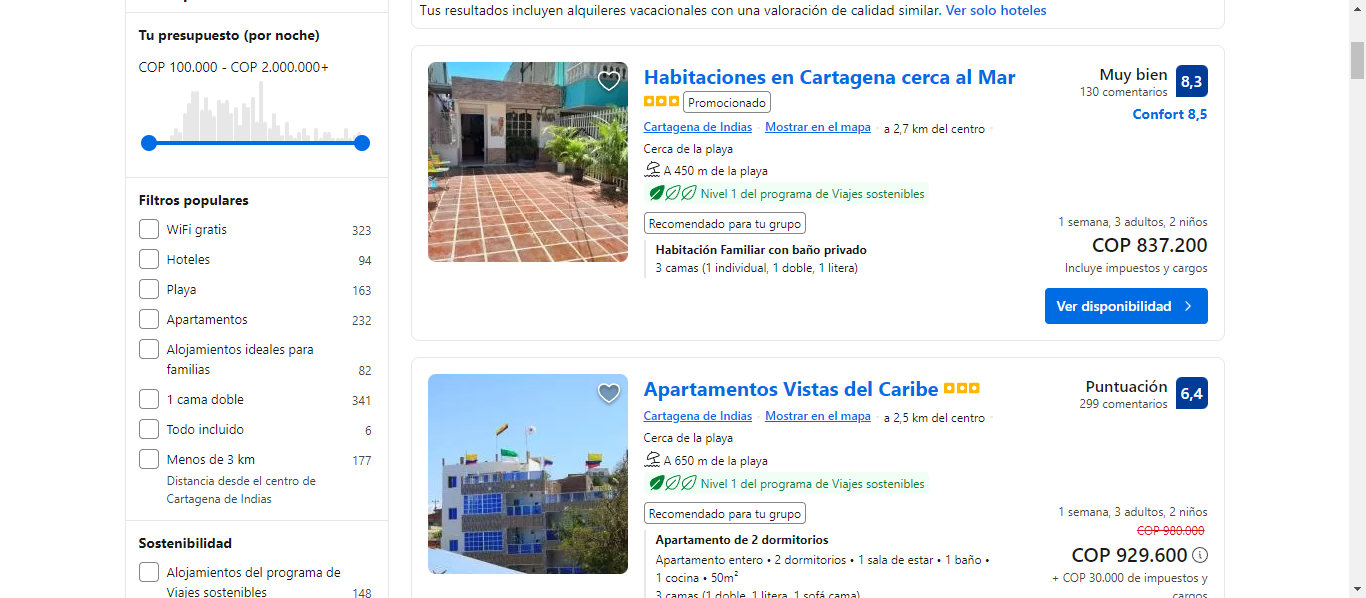 Tus resultados incluyen alquileres vacacionales con una valoración de calidad similar. Ver solo hoteles
Tu presupuesto (por noche)
COP 100.000 - COP 2.000.000+
Filtros populares
WiFi gratis 323
Hoteles 94
Playa 163
Apartamentos 232
Alojamientos ideales para
familias 82
1 cama doble 341
Todo incluido 6
Menos de 3 km 177
Distancia desde el centro de
Cartagena de Indias
Sostenibilidad
Alojamientos del programa de
Viajes sostenibles 148
Habitaciones en Cartagena cerca al Mar
Promocionado
Cartagena de Indias · Mostrar en el mapa · a 2,7 km del centro
Cerca de la playa
A 450 m de la playa
Nivel 1 del programa de Viajes sostenibles
Recomendado para tu grupo
Habitación Familiar con baño privado
3 camas (1 individual, 1 doble, 1 litera)
Muy bien 8,3
130 comentarios
Confort 8,5
1 semana, 3 adultos, 2 niños
COP 837.200
Incluye impuestos y cargos
Ver disponibilidad
Apartamentos Vistas del Caribe
Cartagena de Indias · Mostrar en el mapa · a 2,5 km del centro
Cerca de la playa
A 650 m de la playa
Nivel 1 del programa de Viajes sostenibles
Recomendado para tu grupo
Apartamento de 2 dormitorios
Apartamento entero • 2 dormitorios • 1 sala de estar • 1 baño •
1 cocina • 50m²
3 camas (1 doble, 1 litera, 1 sofá cama)
Puntuación 6,4
299 comentarios
1 semana, 3 adultos, 2 niños
COP 980.000
COP 929.600
+ COP 30.000 de impuestos y
cargos